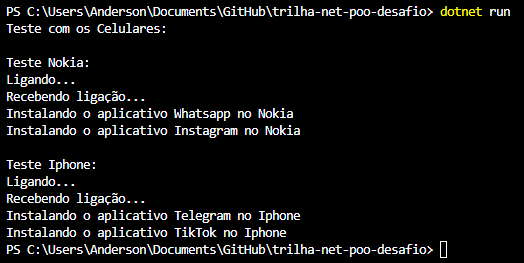 PS C:\Users\Anderson\Documents\GitHub\trilha-net-poo-desafio> dotnet run
Teste com os Celulares:
Teste Nokia:
Ligando...
Recebendo ligação...
Instalando o aplicativo Whatsapp no Nokia
Instalando o aplicativo Instagram no Nokia
Teste Iphone:
Ligando...
Recebendo ligação...
Instalando o aplicativo Telegram no Iphone
Instalando o aplicativo TikTok no Iphone
PS C:\Users\Anderson\Documents\GitHub\trilha-net-poo-desafio>